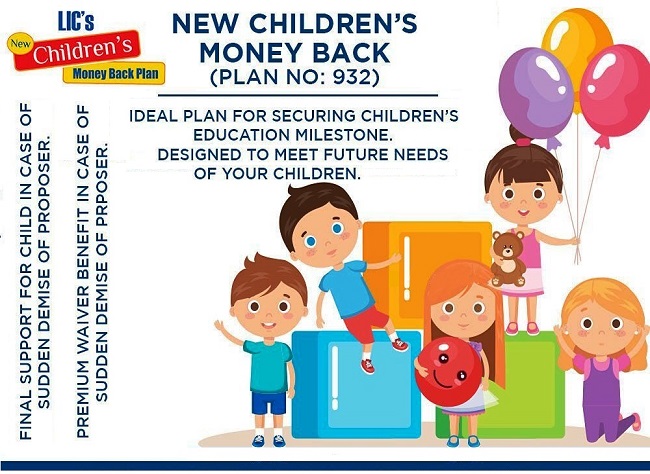 LIC's
New
Children's
Money Back Plan
NEW CHILDREN'S
MONEY BACK
(PLAN NO: 932)
IDEAL PLAN FOR SECURING CHILDREN'S
EDUCATION MILESTONE.
DESIGNED TO MEET FUTURE NEEDS
OF YOUR CHILDREN.
FINAL SUPPORT FOR CHILD IN CASE OF
SUDDEN DEMISE OF PROPOSER.
PREMIUM WAIVER BENEFIT IN CASE OF
SUDDEN DEMISE OF PRPOSER.